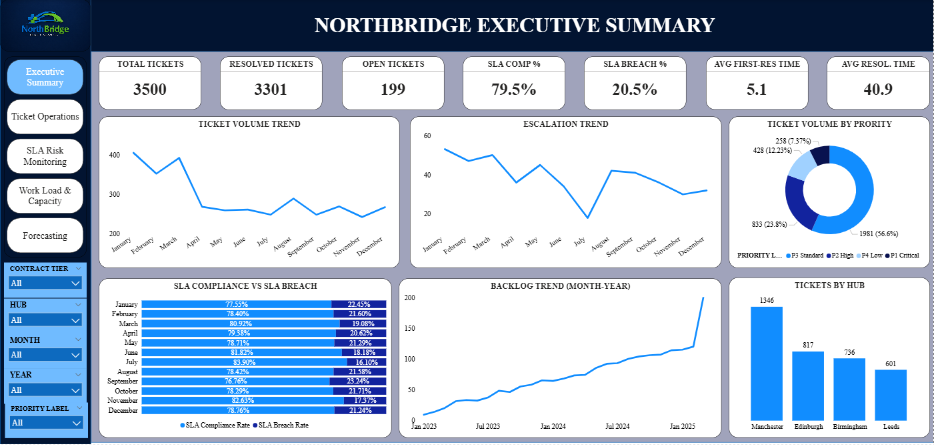 NorthBridge
NORTHBRIDGE EXECUTIVE SUMMARY
Executive
Summary
Ticket Operations
SLA Risk
Monitoring
Work Load &
Capacity
Forecasting
CONTRACT TIER
All
HUB
All
MONTH
All
YEAR
All
PRIORITY LABEL
All
TOTAL TICKETS
3500
RESOLVED TICKETS
3301
OPEN TICKETS
199
SLA COMP %
79.5%
SLA BREACH %
20.5%
AVG FIRST-RES TIME
5.1
AVG RESOL. TIME
40.9
TICKET VOLUME TREND
400
300
200
January
February
March
April
May
June
July
August
September
October
November
December
ESCALATION TREND
60
40
20
January
February
March
April
May
June
July
August
September
October
November
December
TICKET VOLUME BY PRORITY
258 (7.37%)
428 (12.23%)
833 (23.8%)
1981 (56.6%)
PRIORITY L... P3 Standard P2 High P4 Low P1 Critical
SLA COMPLIANCE VS SLA BREACH
January 77.55% 22.45%
February 78.40% 21.60%
March 80.92% 19.08%
April 79.38% 20.62%
May 78.71% 21.29%
June 81.82% 18.18%
July 83.90% 16.10%
August 78.42% 21.58%
September 76.76% 23.24%
October 78.29% 21.71%
November 82.63% 17.37%
December 78.76% 21.24%
SLA Compliance Rate SLA Breach Rate
BACKLOG TREND (MONTH-YEAR)
200
150
100
50
0
Jan 2023
Jul 2023
Jan 2024
Jul 2024
Jan 2025
TICKETS BY HUB
1346
817
736
601
Manchester
Edinburgh
Birmingham
Leeds